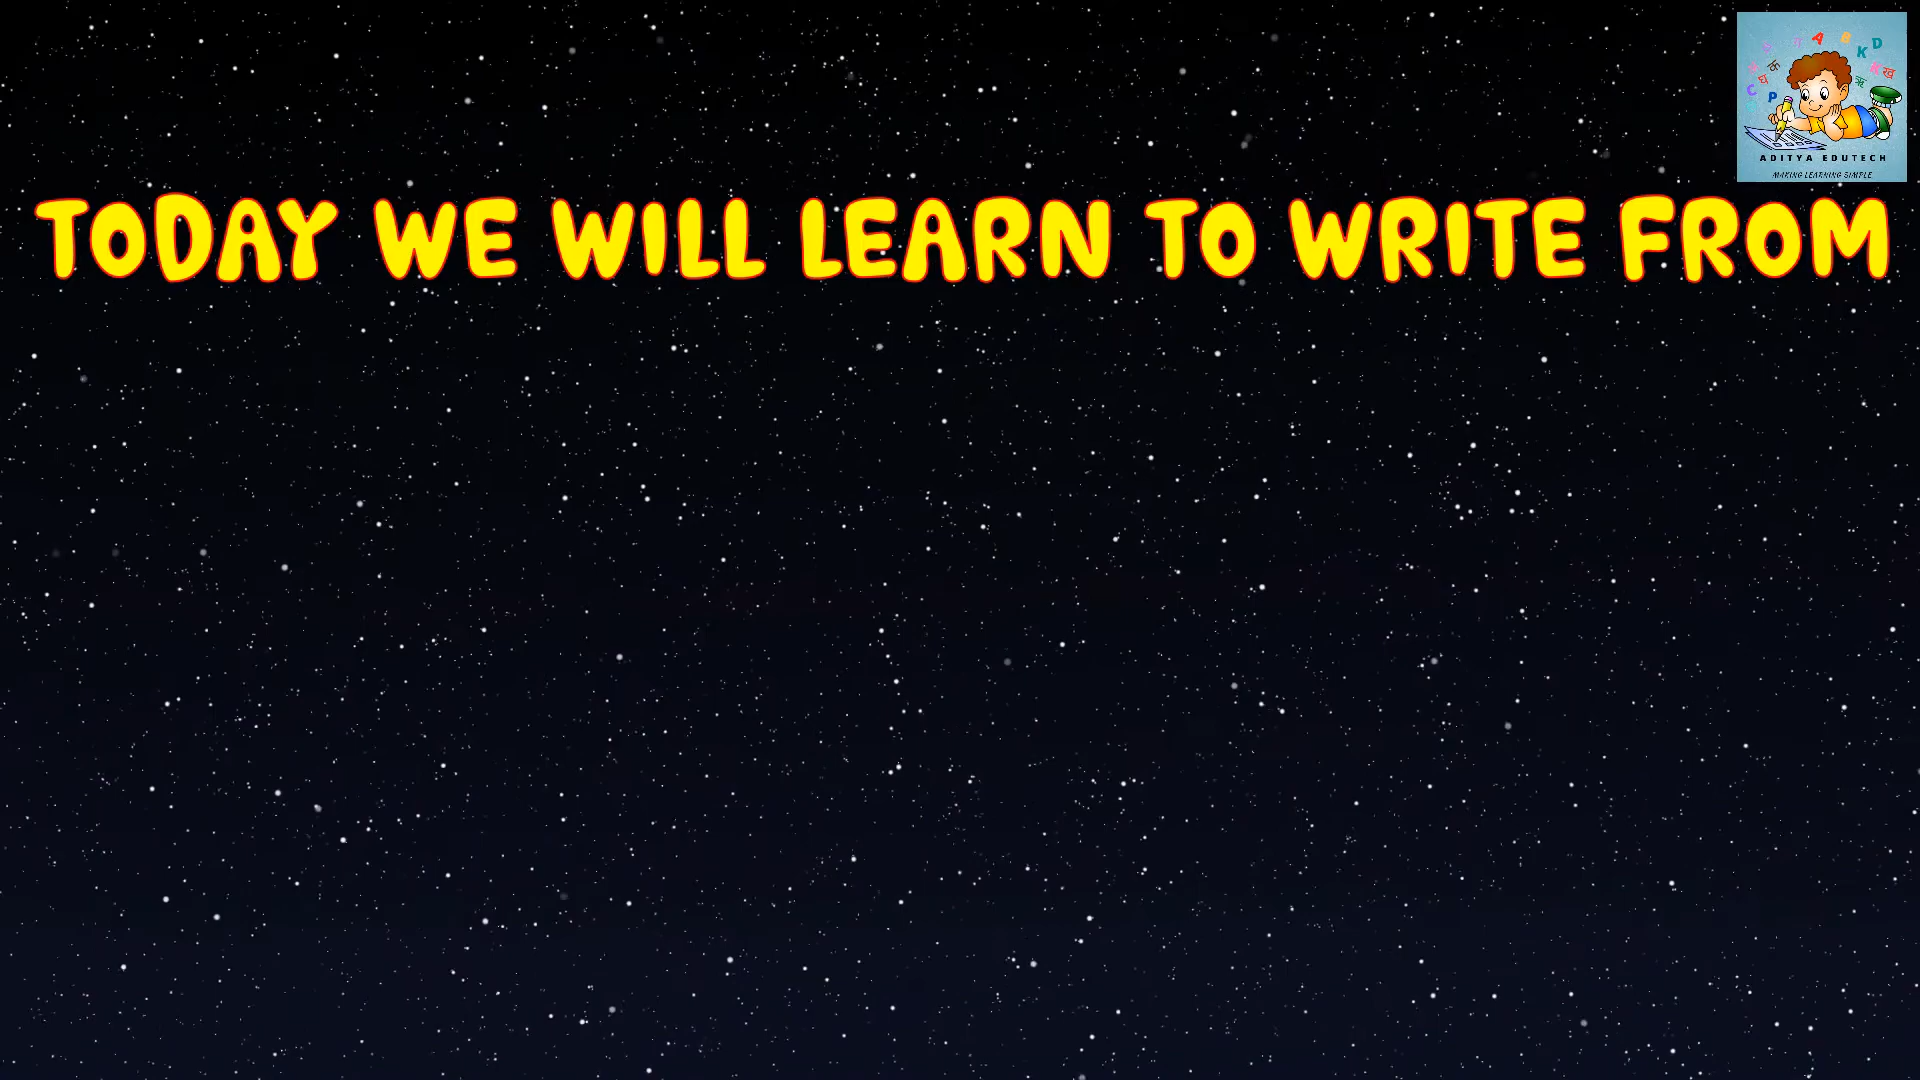 TODAY WE WILL LEARN TO WRITE FROM
ADITYA EDUTECH
MAKING LEARNING SIMPLE